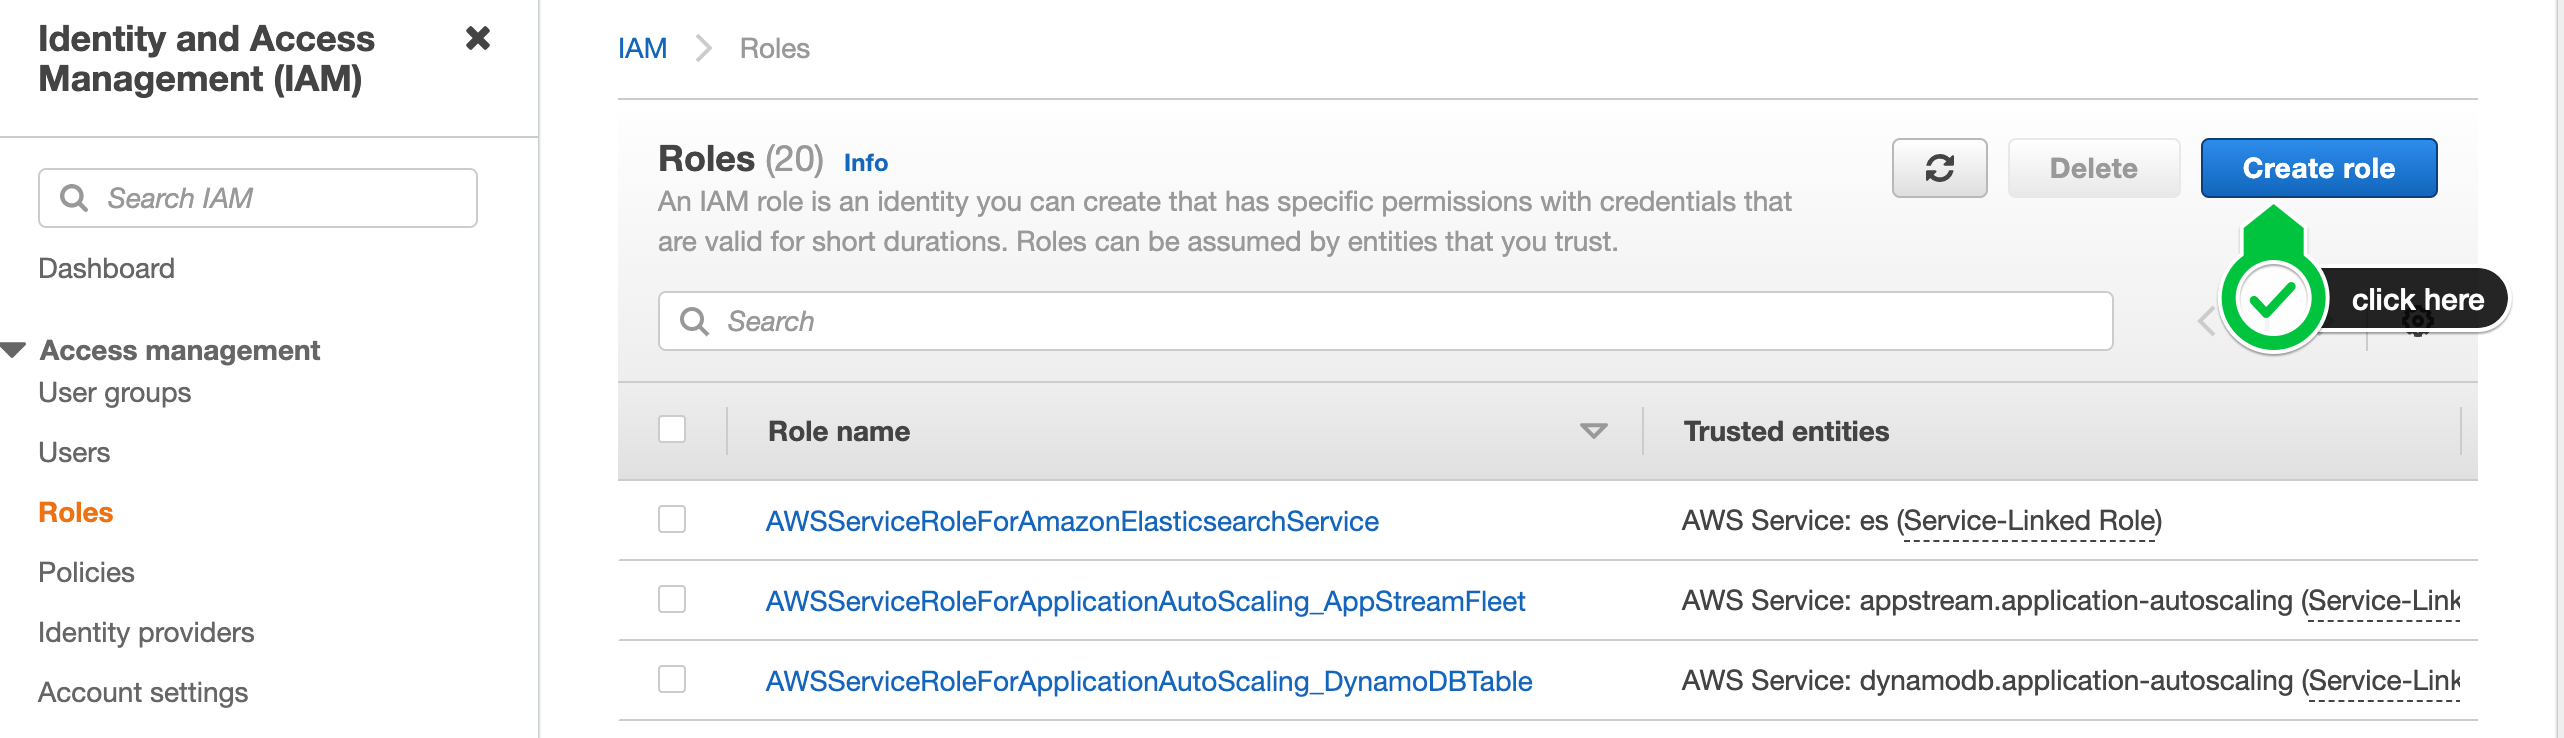 Identity and Access
Management (IAM)
Search IAM
Dashboard
Access management
User groups
Users
Roles
Policies
Identity providers
Account settings
IAM
Roles
Roles (20) Info
An IAM role is an identity you can create that has specific permissions with credentials that
are valid for short durations. Roles can be assumed by entities that you trust.
Delete
Create role
click here
Search
Role name
Trusted entities
AWSServiceRoleForAmazonElasticsearchService
AWS Service: es (Service-Linked Role)
AWSServiceRoleForApplicationAutoScaling_AppStreamFleet
AWS Service: appstream.application-autoscaling (Service-Link
AWSServiceRoleForApplicationAutoScaling_DynamoDBTable
AWS Service: dynamodb.application-autoscaling (Service-Link